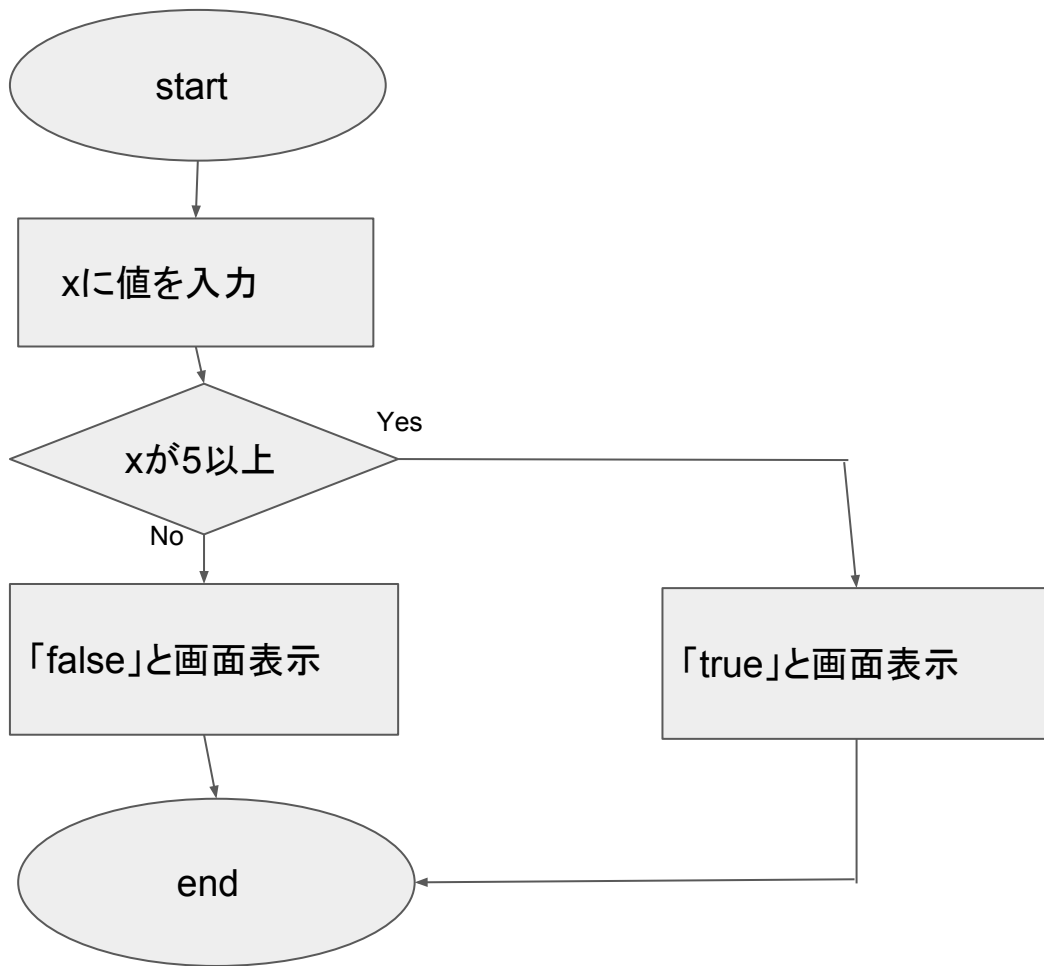 start
xに値を入力
Yes
xが5以上
No
「false」と画面表示
「true」と画面表示
end